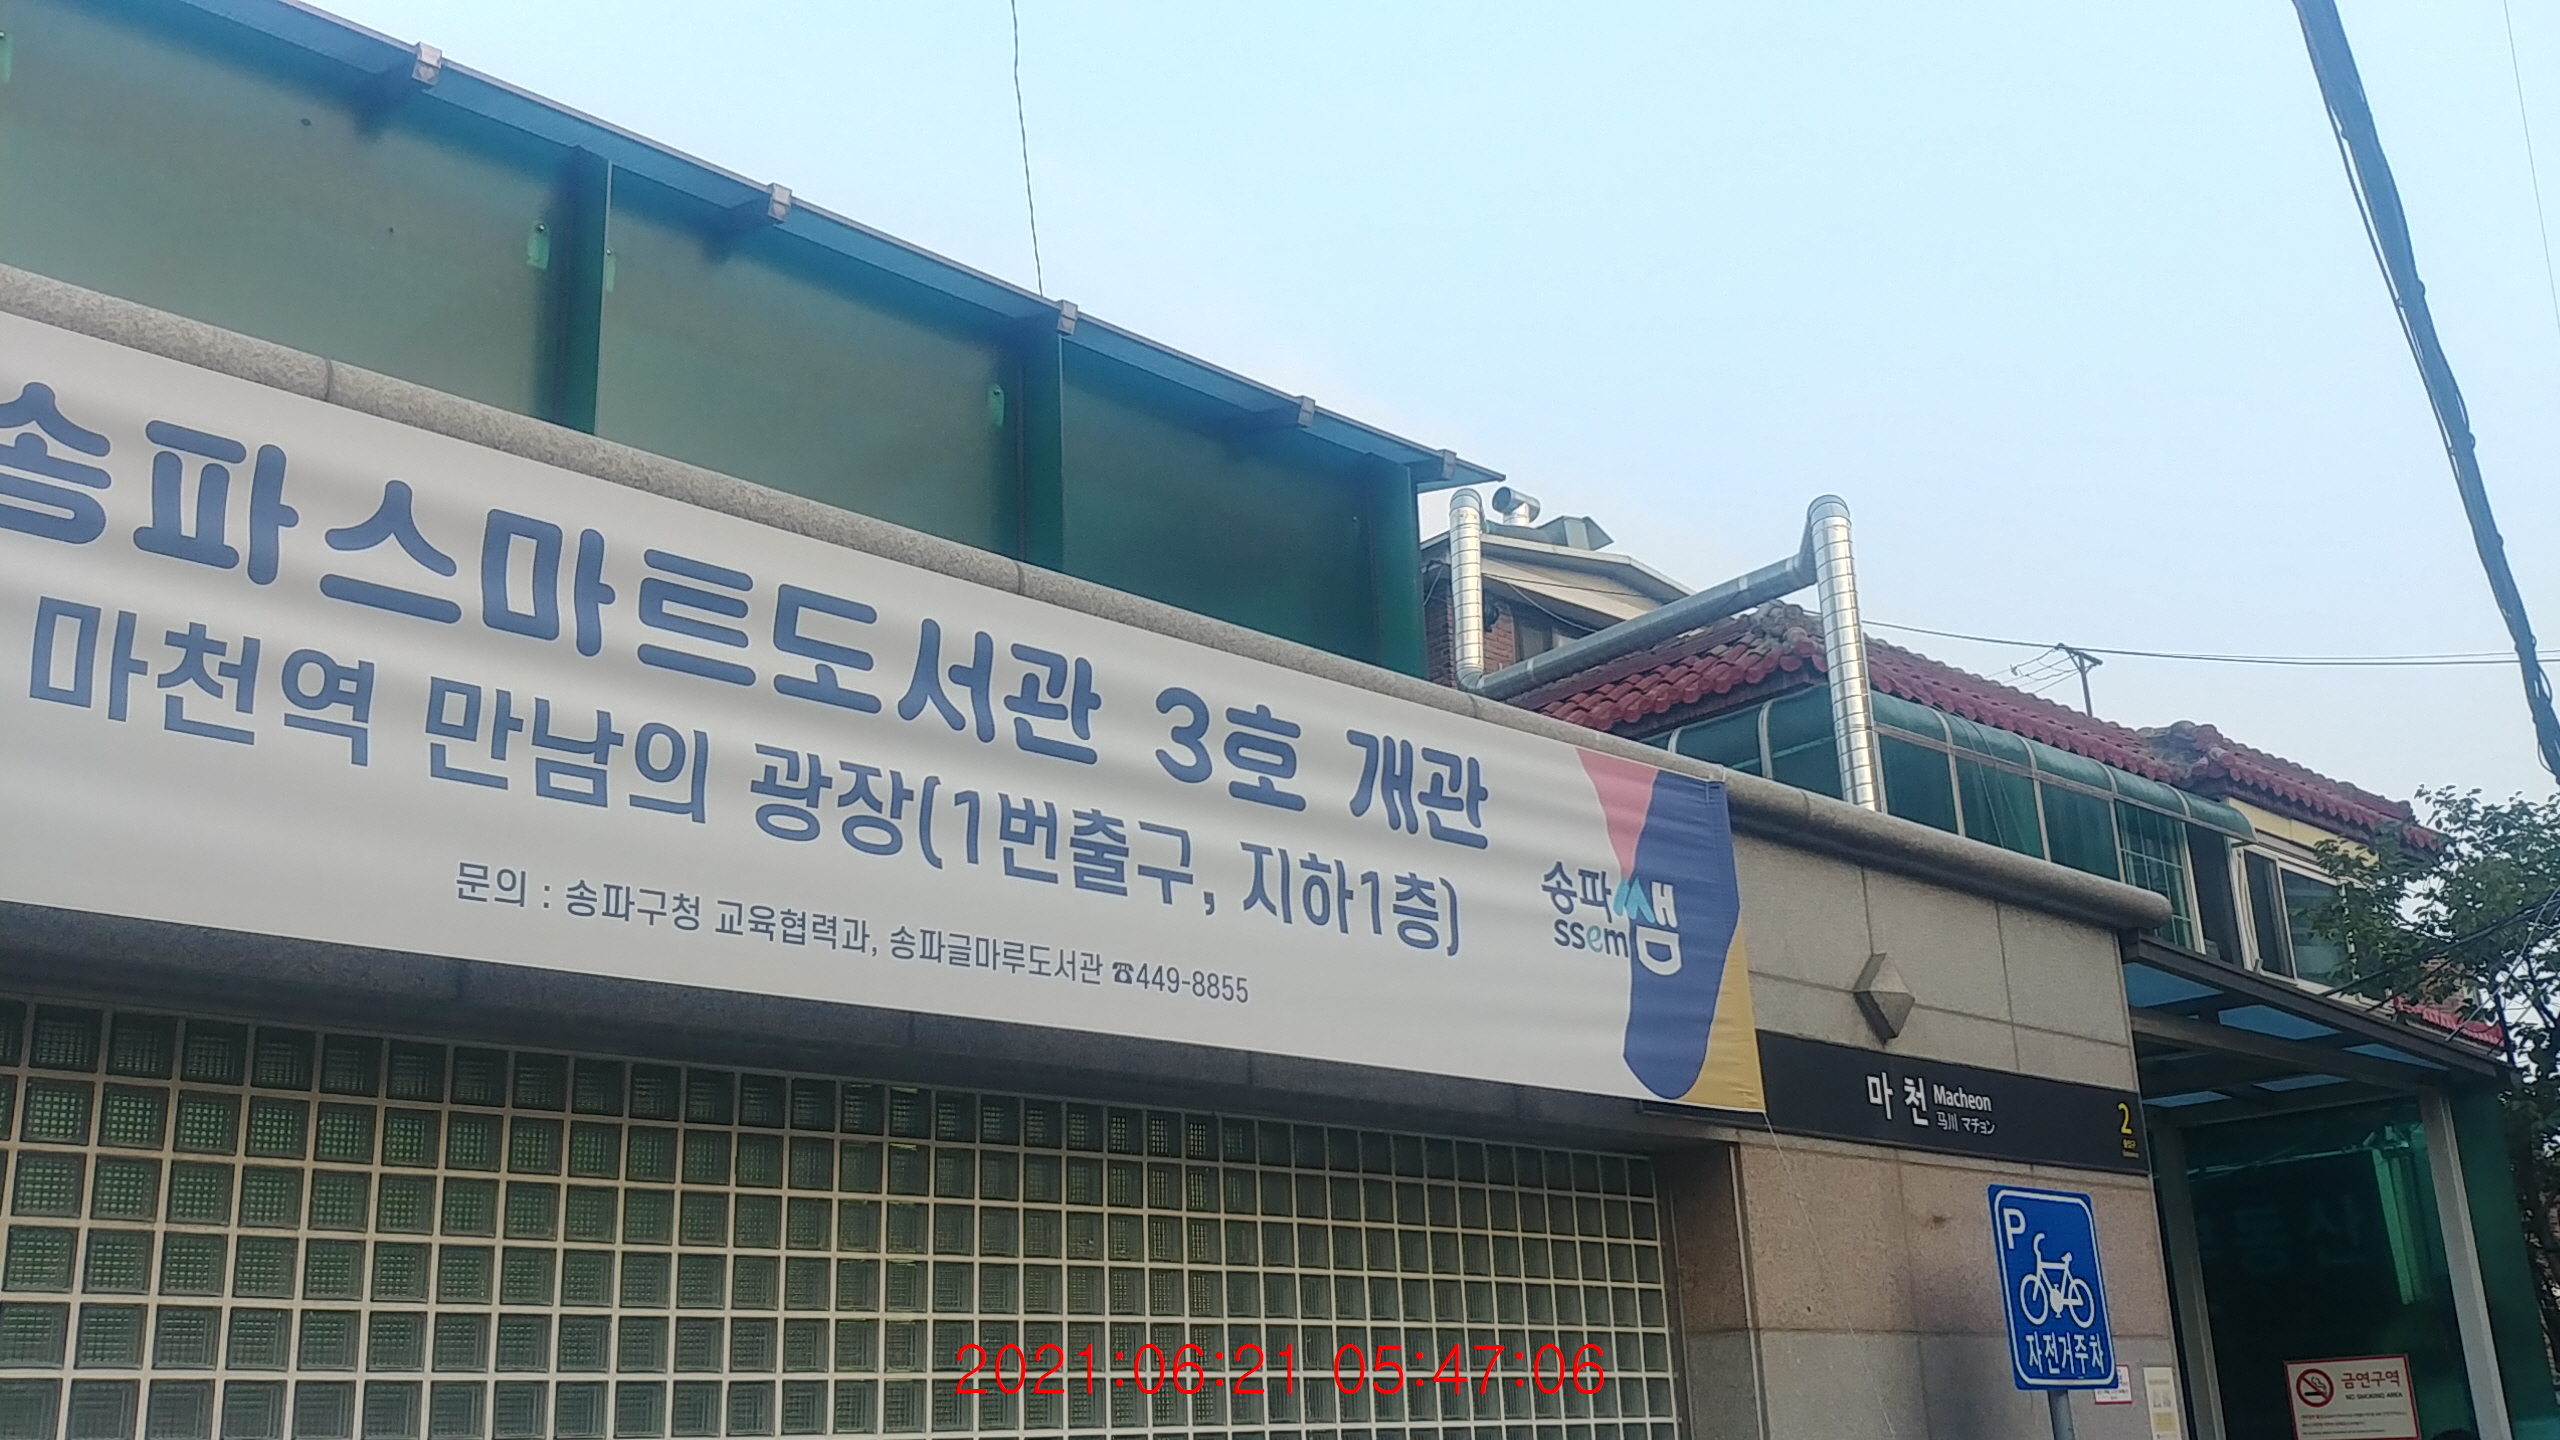 송파스마트도서관 3호 개관
마천역 만남의 광장(1번출구, 지하1층)
문의 : 송파구청 교육협력과, 송파글마루도서관 ☎449-8855
송파쌤
ssem
마천 Macheon
马川 マチョン
2
P
자전거주차
금연구역
NO SMOKING AREA
2021:06:21 05:47:06